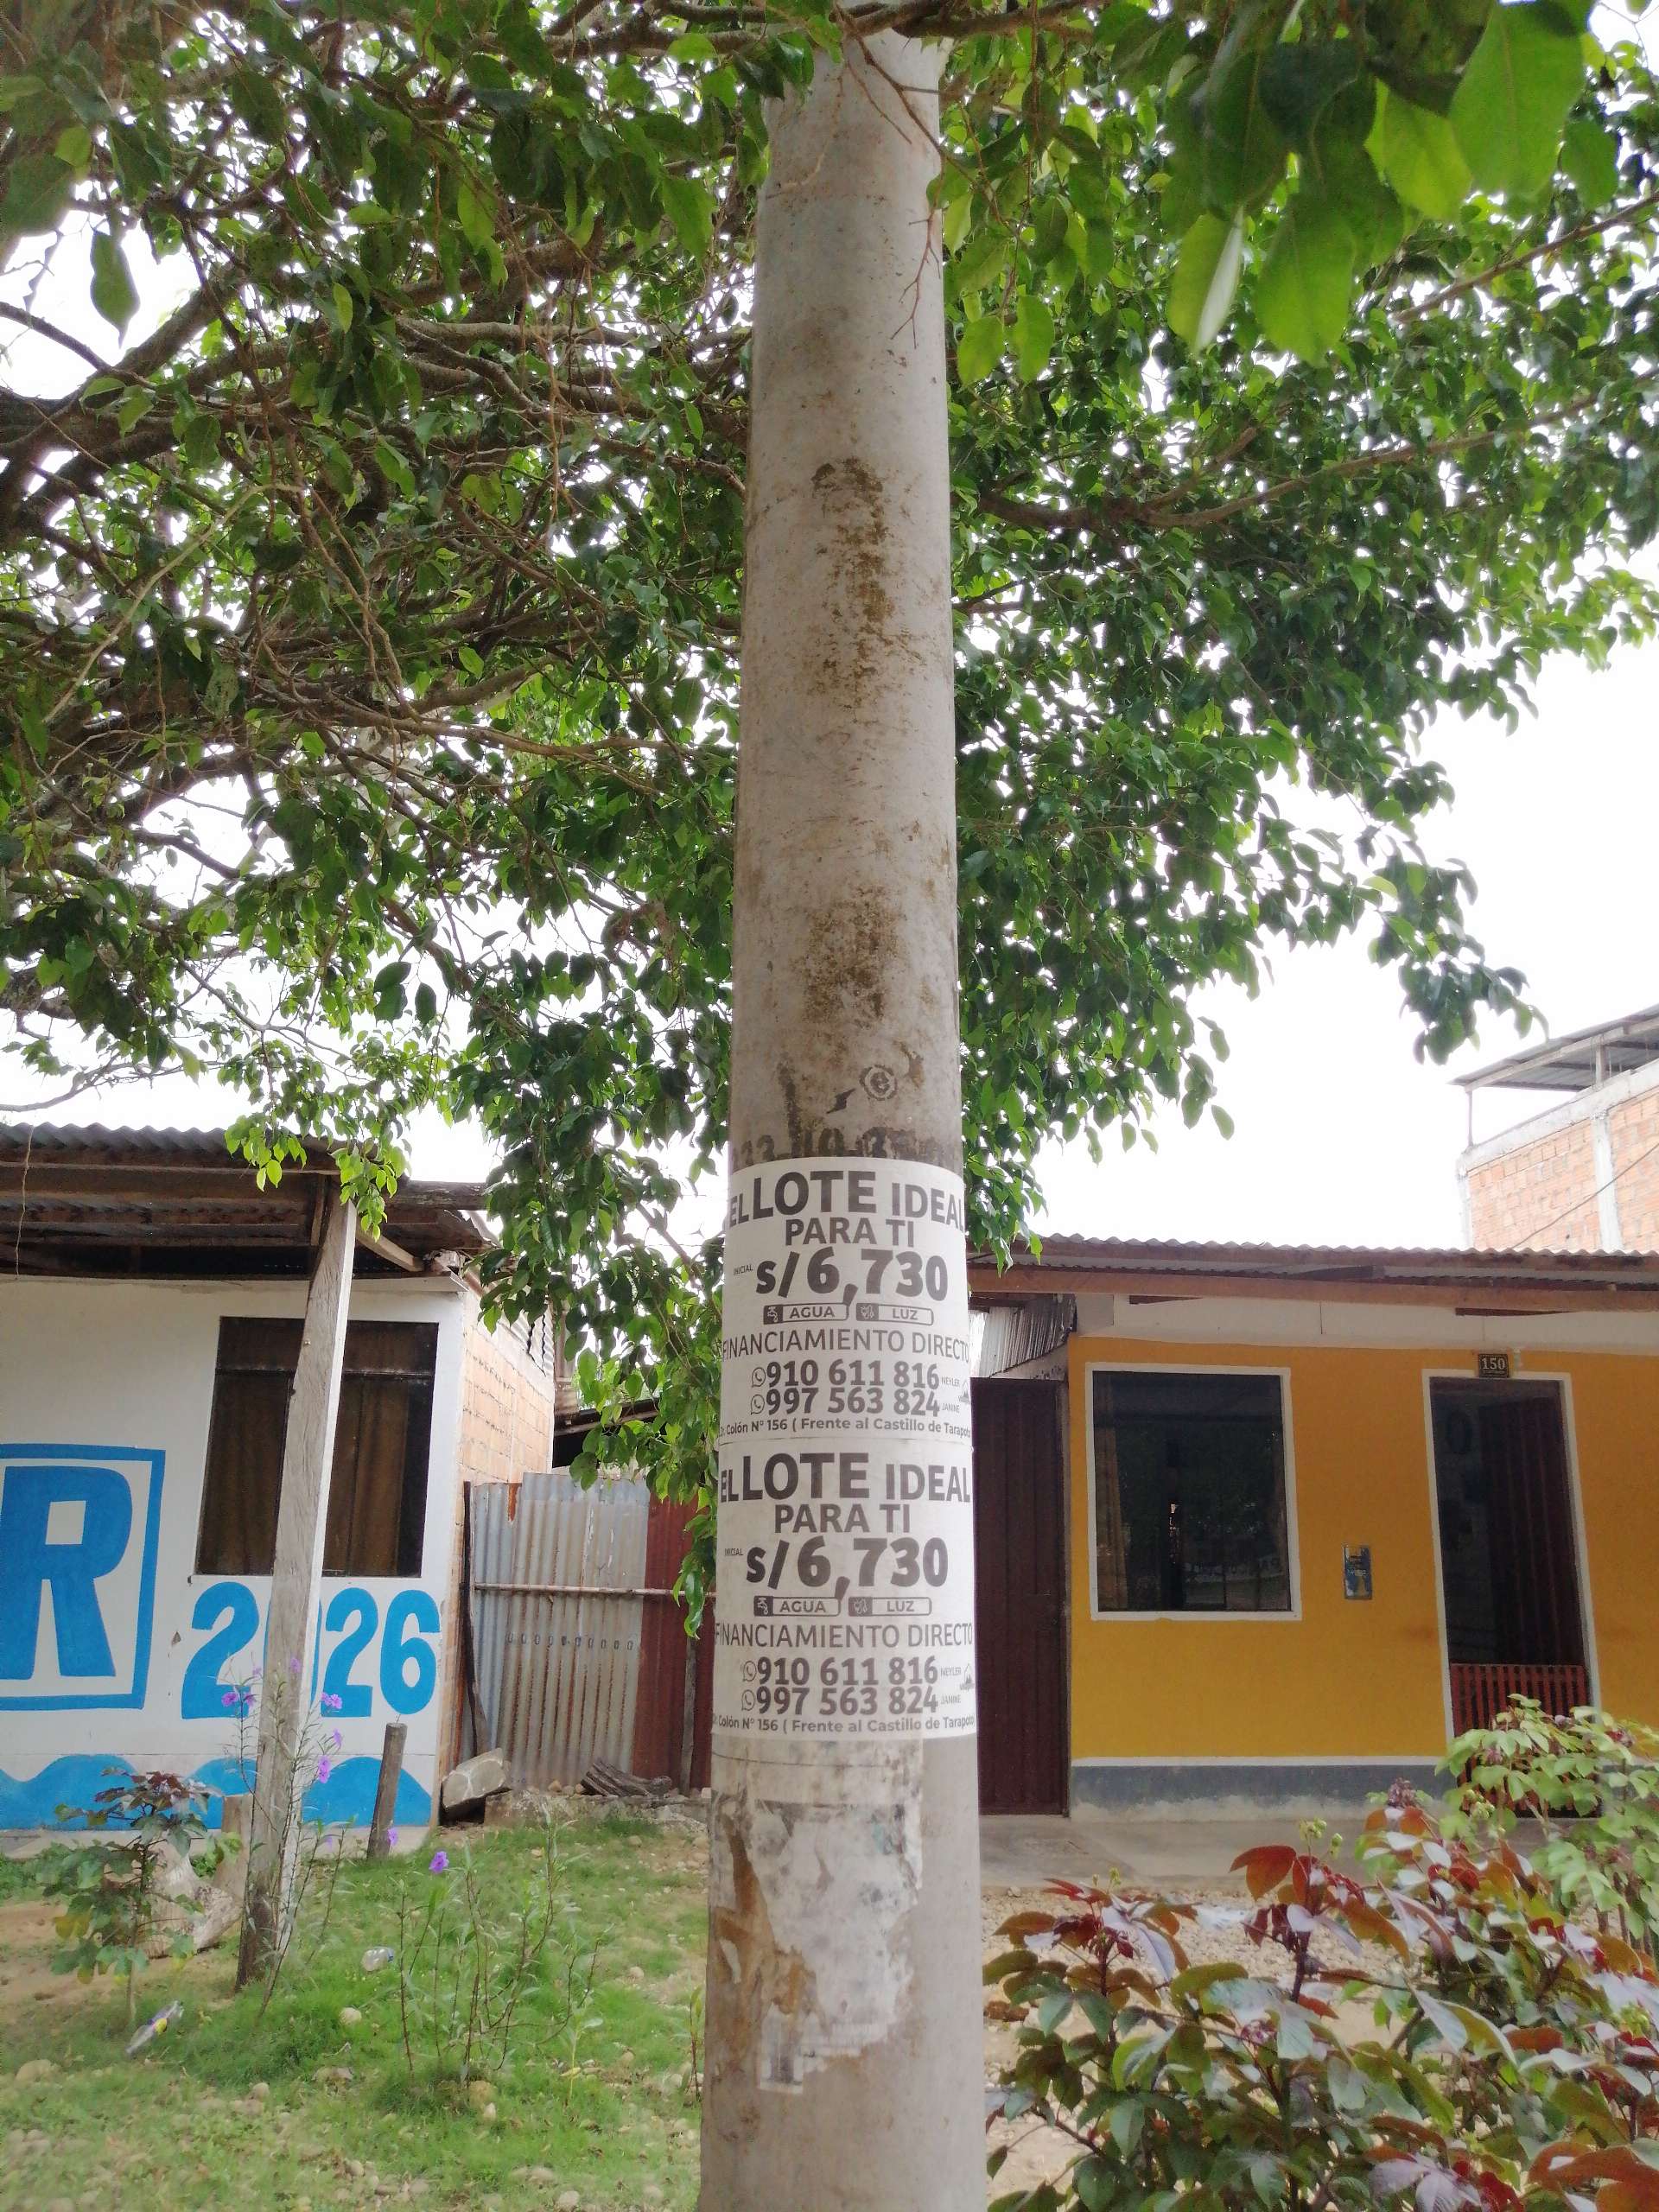 EL LOTE IDEAL
PARA TI
INICIAL S/6,730
AGUA LUZ
FINANCIAMIENTO DIRECTO
910 611 816 NEYLER
997 563 824 JANINE
Colón N° 156 ( Frente al Castillo de Tarapoto
EL LOTE IDEAL
PARA TI
INICIAL S/6,730
AGUA LUZ
FINANCIAMIENTO DIRECTO
910 611 816 NEYLER
997 563 824 JANINE
Colón N° 156 ( Frente al Castillo de Tarapoto
R
2026
150